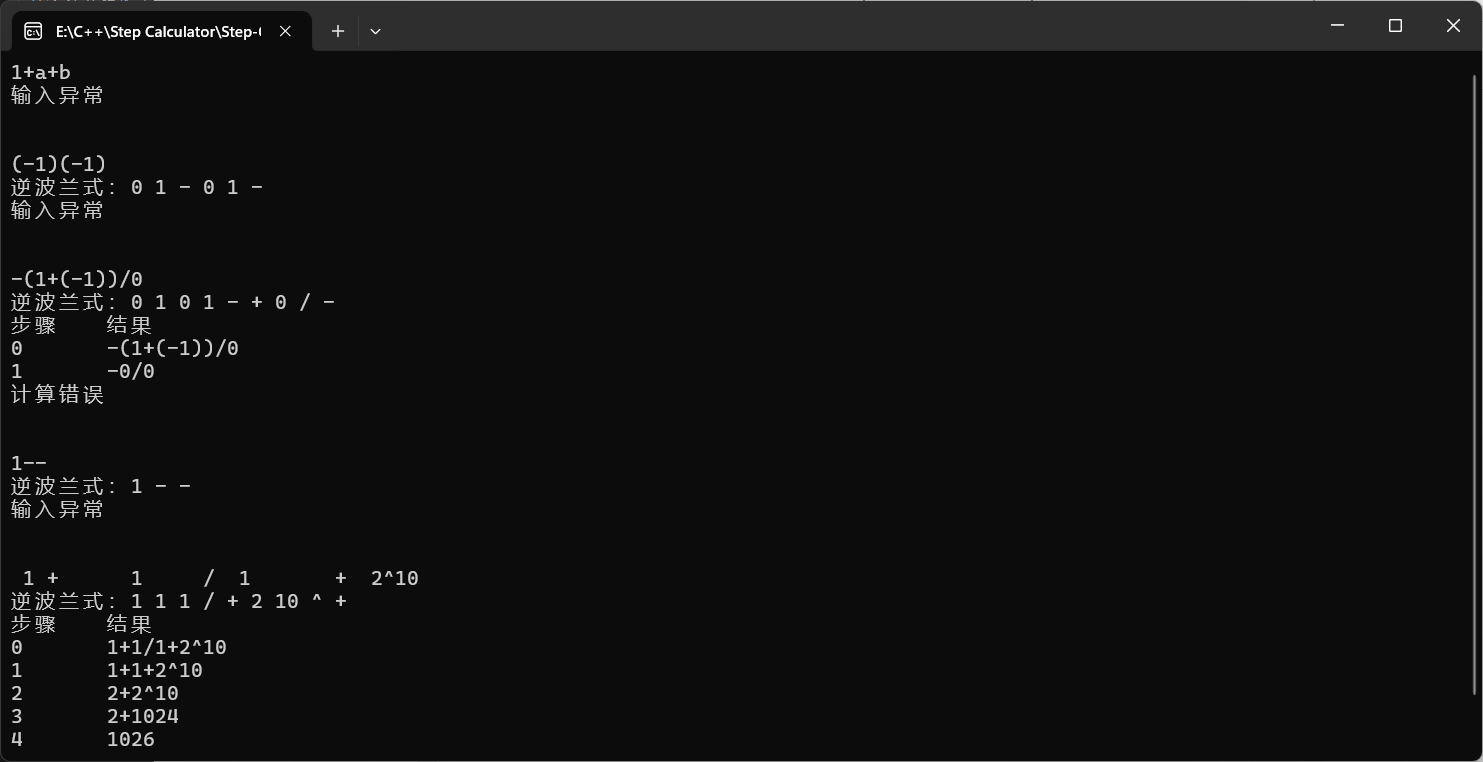 E:\C++\Step Calculator\Step-
1+a+b
输入异常
(-1)(-1)
逆波兰式: 0 1 - 0 1 -
输入异常
-(1+(-1))/0
逆波兰式: 0 1 0 1 - + 0 / -
步骤    结果
0       -(1+(-1))/0
1       -0/0
计算错误
1--
逆波兰式: 1 - -
输入异常
 1 +      1     /  1       +  2^10
逆波兰式: 1 1 1 / + 2 10 ^ +
步骤    结果
0       1+1/1+2^10
1       1+1+2^10
2       2+2^10
3       2+1024
4       1026